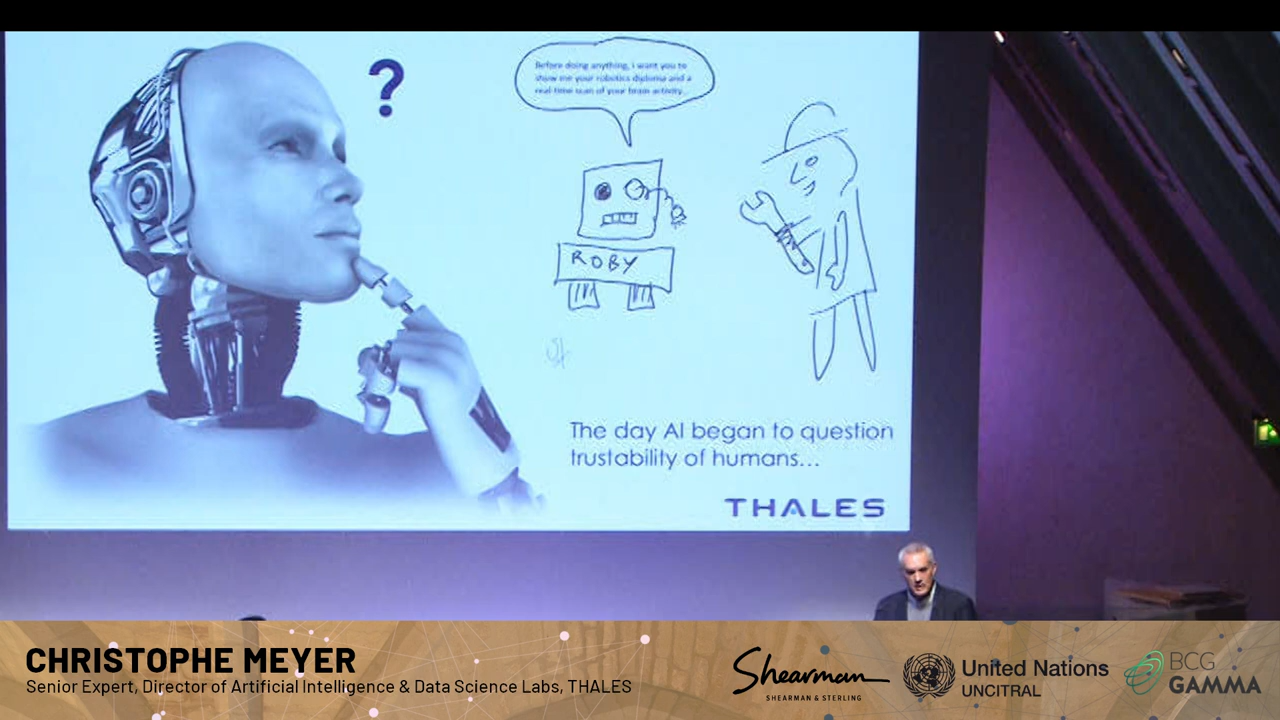 ?
Before doing anything, I want you to
show me your robotics diploma and a
real-time scan of your brain activity.
ROBY
The day AI began to question
trustability of humans...
THALES
CHRISTOPHE MEYER
Senior Expert, Director of Artificial Intelligence & Data Science Labs, THALES
Shearman
SHEARMAN & STERLING
United Nations
UNCITRAL
BCG
GAMMA